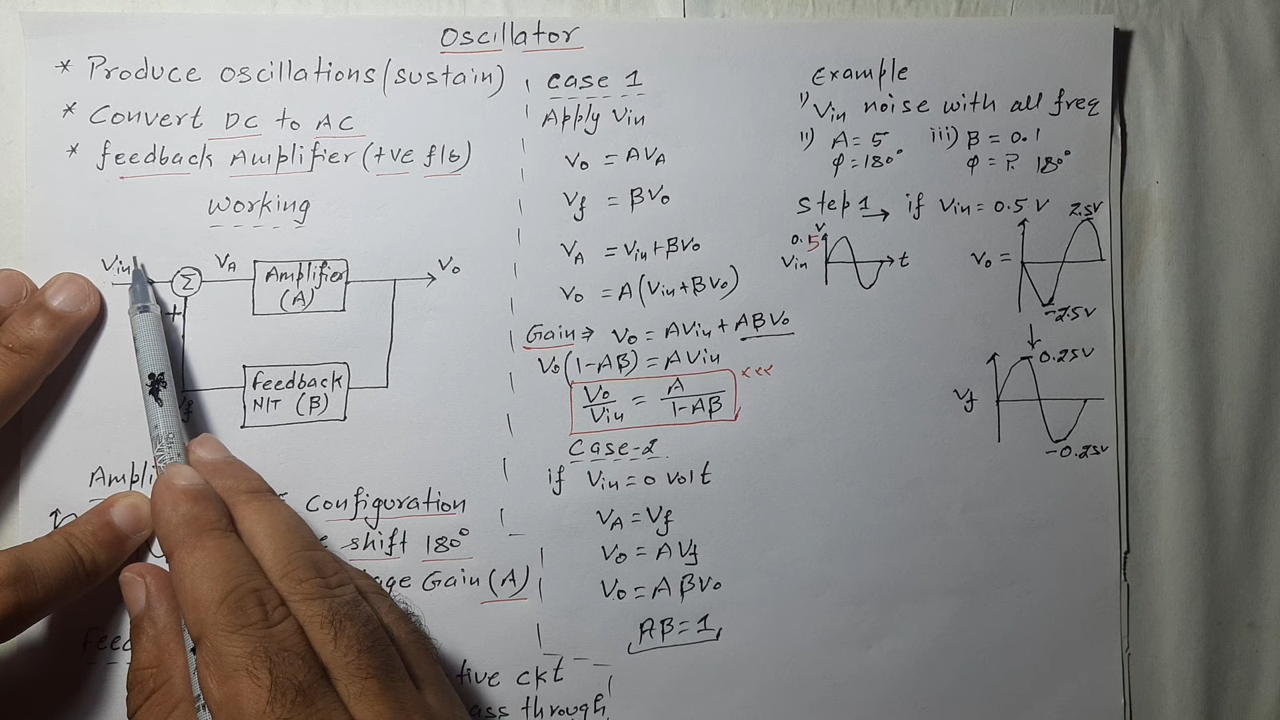 Oscillator
* Produce oscillations (sustain)
* Convert DC to AC
* feedback Amplifier (+ve f/b)
Working
Vin
Σ
+
VA
Amplifier
(A)
Vo
Feedback
N/T (β)
Configuration
shift 180°
Gain (A)
ckt
through
case 1
Apply Vin
Vo = AVA
Vf = βVo
VA = Vin + βVo
Vo = A(Vin + βVo)
Gain → Vo = AVin + AβVo
Vo(1-Aβ) = AVin
Vo/Vin = A/1-Aβ xxx
Case-2
if Vin = 0 volt
VA = Vf
Vo = AVf
Vo = AβVo
Aβ = 1
Example
i) Vin noise with all freq
ii) A = 5 iii) β = 0.1
φ = 180° φ = P. 180°
Step 1 → if Vin = 0.5 V
0.5 V
Vin
t
Vo =
2.5V
-2.5V
Vf
0.25V
-0.25V